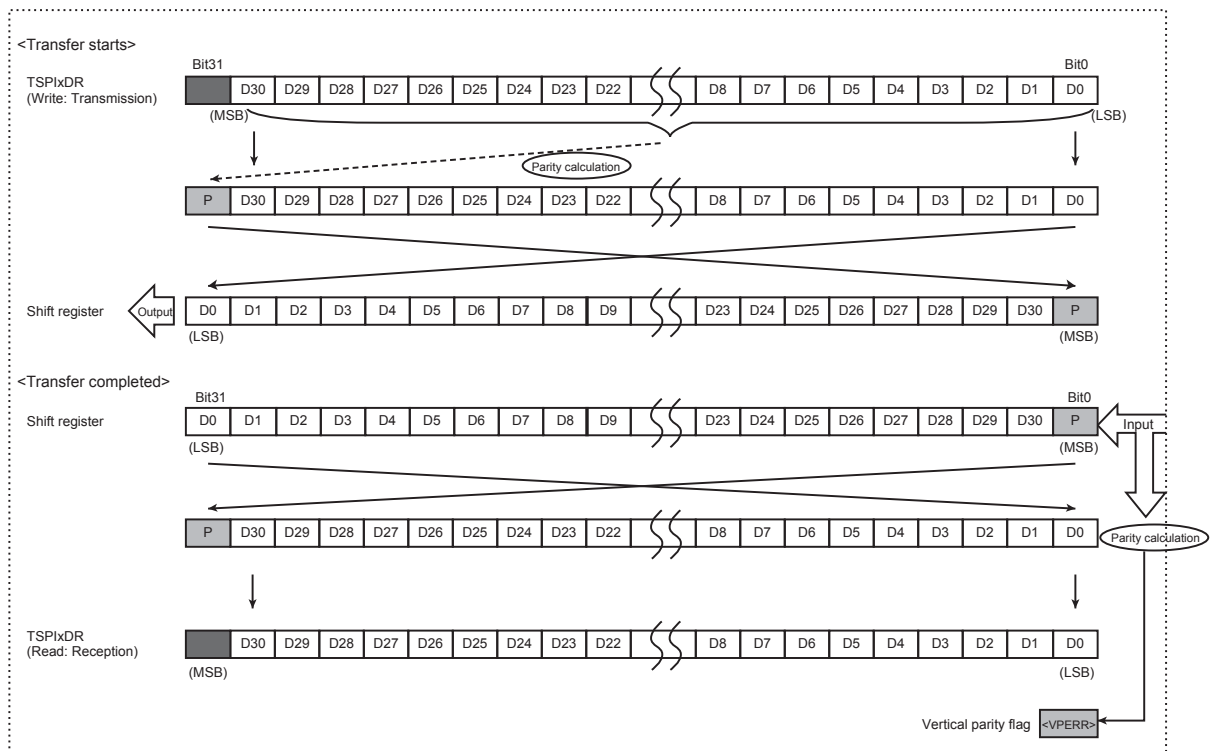 <Transfer starts>
Bit31 Bit0
TSPIxDR
(Write: Transmission)
D30 D29 D28 D27 D26 D25 D24 D23 D22 D8 D7 D6 D5 D4 D3 D2 D1 D0
(MSB) (LSB)
Parity calculation
P D30 D29 D28 D27 D26 D25 D24 D23 D22 D8 D7 D6 D5 D4 D3 D2 D1 D0
Shift register Output D0 D1 D2 D3 D4 D5 D6 D7 D8 D9 D23 D24 D25 D26 D27 D28 D29 D30 P
(LSB) (MSB)
<Transfer completed>
Bit31 Bit0
Shift register D0 D1 D2 D3 D4 D5 D6 D7 D8 D9 D23 D24 D25 D26 D27 D28 D29 D30 P Input
(LSB) (MSB)
P D30 D29 D28 D27 D26 D25 D24 D23 D22 D8 D7 D6 D5 D4 D3 D2 D1 D0 Parity calculation
TSPIxDR
(Read: Reception)
D30 D29 D28 D27 D26 D25 D24 D23 D22 D8 D7 D6 D5 D4 D3 D2 D1 D0
(MSB) (LSB)
Vertical parity flag <VPERR>